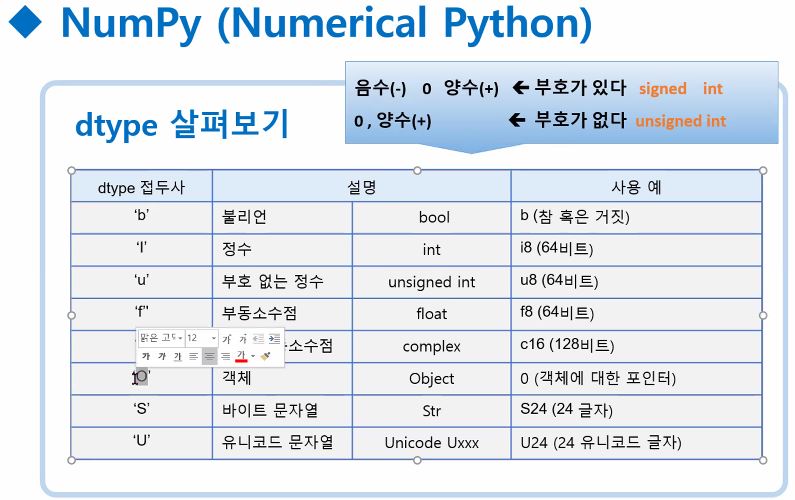 NumPy (Numerical Python)
음수(-) 0 양수(+) ← 부호가 있다 signed int
0 , 양수(+) ← 부호가 없다 unsigned int
dtype 살펴보기
dtype 접두사 설명 사용 예
‘b’ 불리언 bool b (참 혹은 거짓)
‘I’ 정수 int i8 (64비트)
‘u’ 부호 없는 정수 unsigned int u8 (64비트)
‘f” 부동소수점 float f8 (64비트)
맑은 고 12 가 가
소수점 complex c16 (128비트)
가 가 가 가
O’ 객체 Object 0 (객체에 대한 포인터)
‘S’ 바이트 문자열 Str S24 (24 글자)
‘U’ 유니코드 문자열 Unicode Uxxx U24 (24 유니코드 글자)